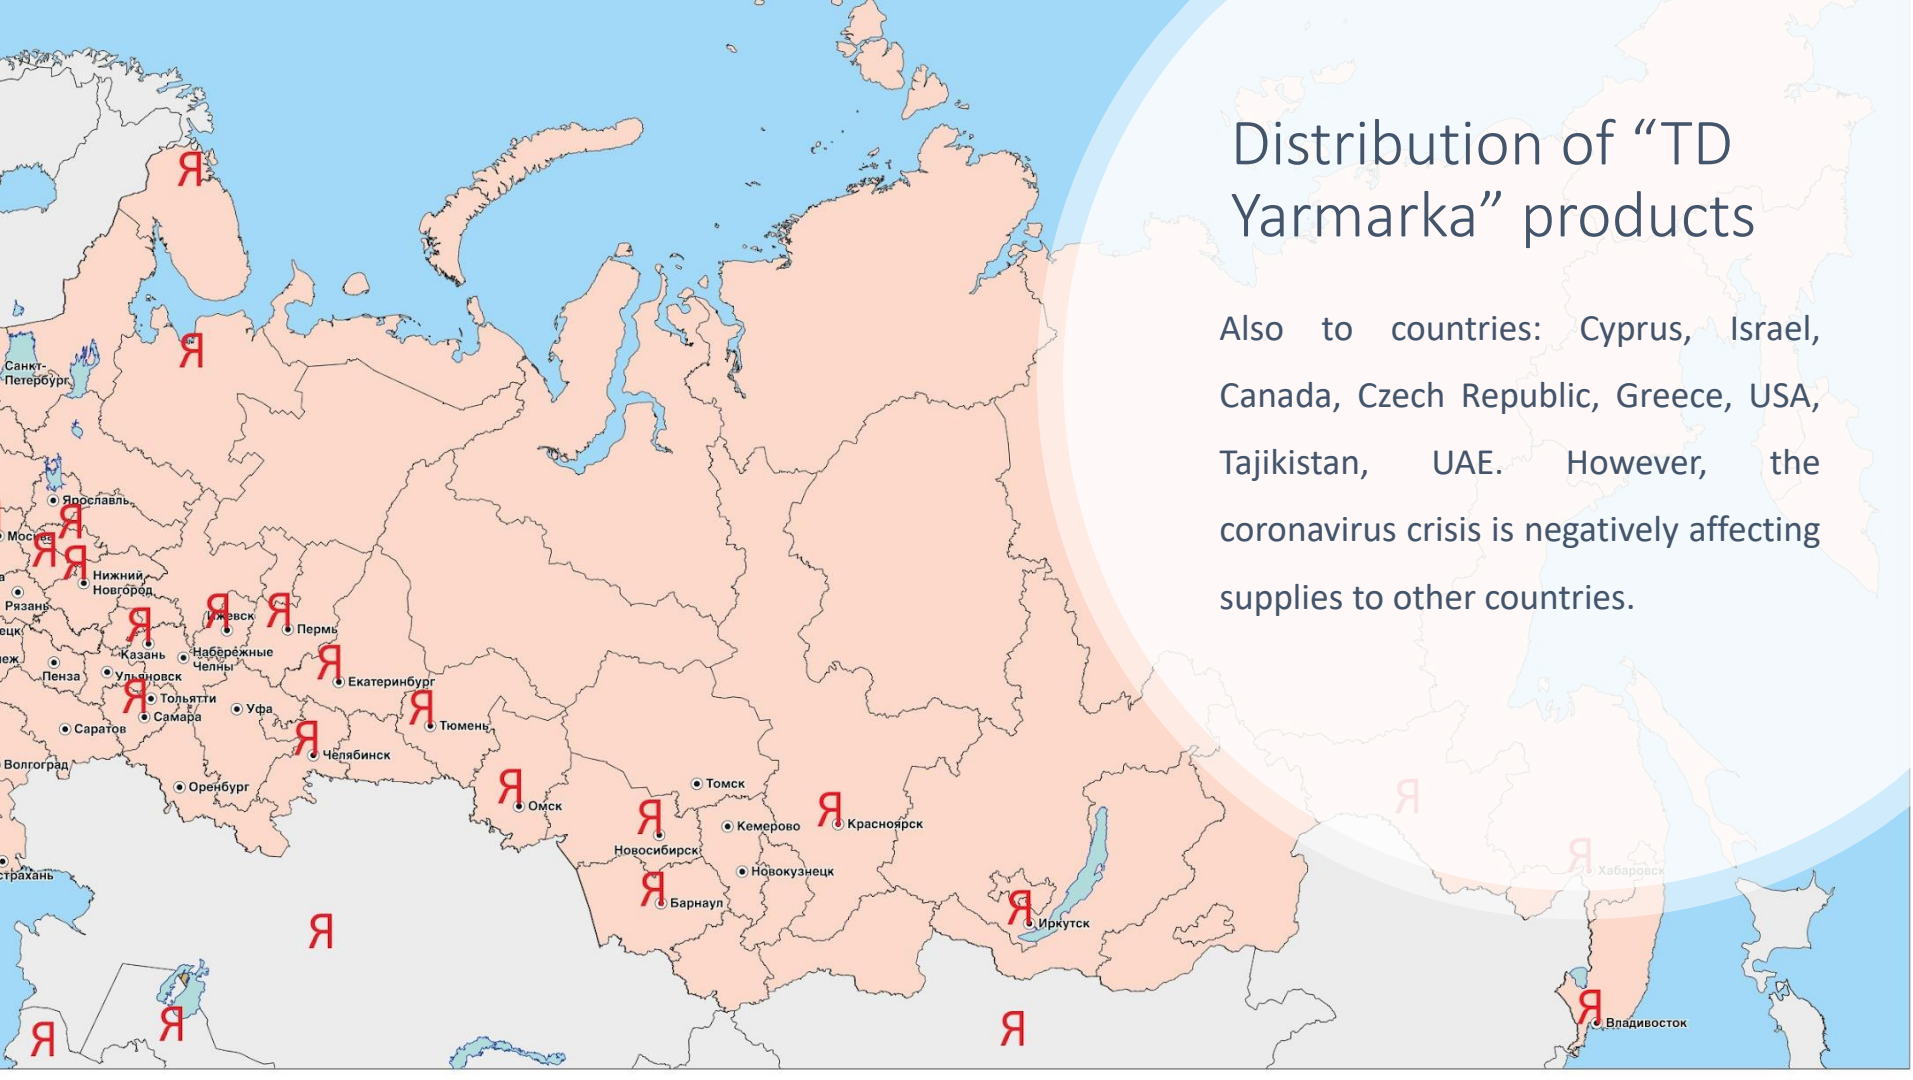 Distribution of “TD
Yarmarka” products
Also to countries: Cyprus, Israel,
Canada, Czech Republic, Greece, USA,
Tajikistan, UAE. However, the
coronavirus crisis is negatively affecting
supplies to other countries.
Я
Я
Санкт-
Петербург
Ярославль
Я
Москва
Я
Я
Нижний
Новгород
Рязань
Я
Казань
Я
Ижевск
Я
Пермь
Набережные
Челны
Пенза
Ульяновск
Я
Екатеринбург
Я
Тольятти
Самара
Уфа
Я
Тюмень
Саратов
Я
Челябинск
Волгоград
Оренбург
Я
Омск
Томск
Я
Новосибирск
Кемерово
Я
Красноярск
Новокузнецк
Я
Барнаул
Я
Иркутск
Я
Я
Хабаровск
Я
Я
Я
Я
Я
Владивосток